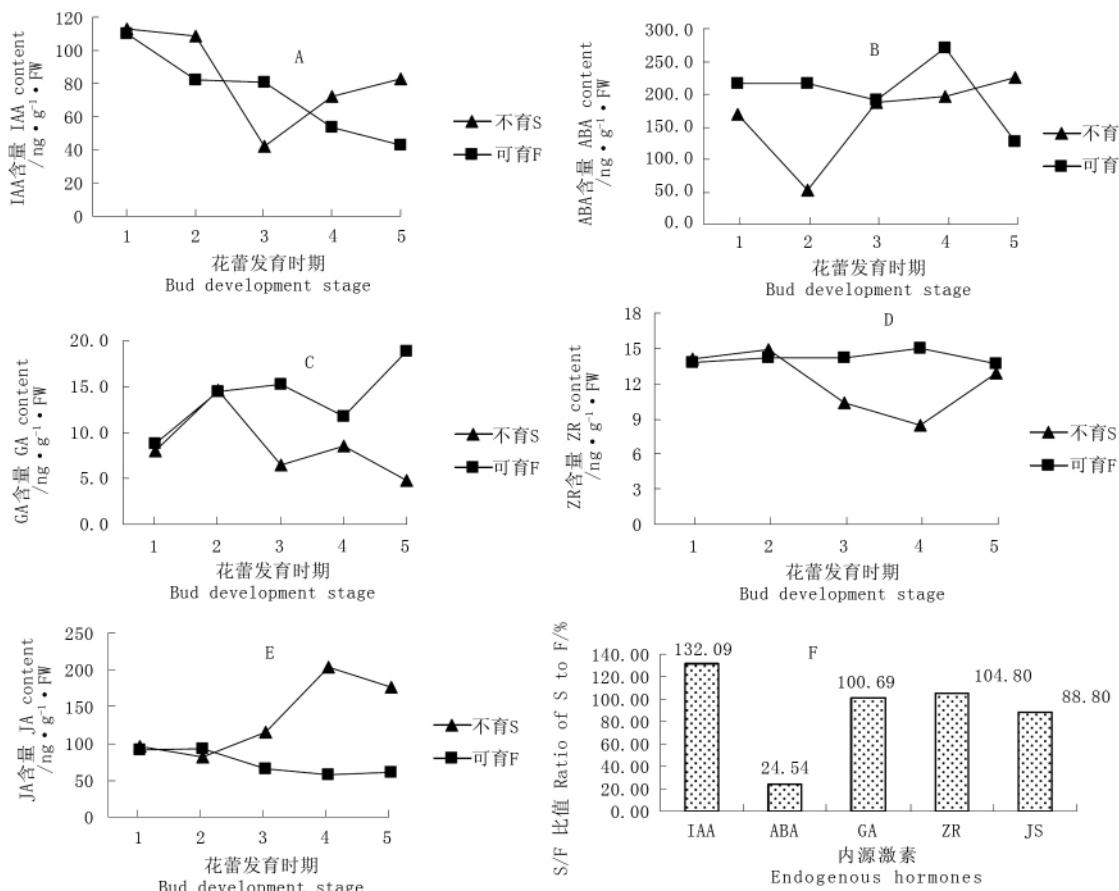 A
IAA含量 IAA content
/ng·g⁻¹·FW
120
100
80
60
40
20
0
1 2 3 4 5
花蕾发育时期
Bud development stage
不育S
可育F
B
ABA含量 ABA content
/ng·g⁻¹·FW
300.0
250.0
200.0
150.0
100.0
50.0
0.0
1 2 3 4 5
花蕾发育时期
Bud development stage
不育
可育
C
GA含量 GA content
/ng·g⁻¹·FW
20.0
15.0
10.0
5.0
0.0
1 2 3 4 5
花蕾发育时期
Bud development stage
不育S
可育F
D
ZR含量 ZR content
/ng·g⁻¹·FW
18
15
12
9
6
3
0
1 2 3 4 5
花蕾发育时期
Bud development stage
不育S
可育F
E
JA含量 JA content
/ng·g⁻¹·FW
250
200
150
100
50
0
1 2 3 4 5
花蕾发育时期
Bud development stage
不育S
可育F
F
S/F 比值 Ratio of S to F/%
140.00
120.00
100.00
80.00
60.00
40.00
20.00
0.00
132.09
24.54
100.69
104.80
88.80
IAA ABA GA ZR JS
内源激素
Endogenous hormones